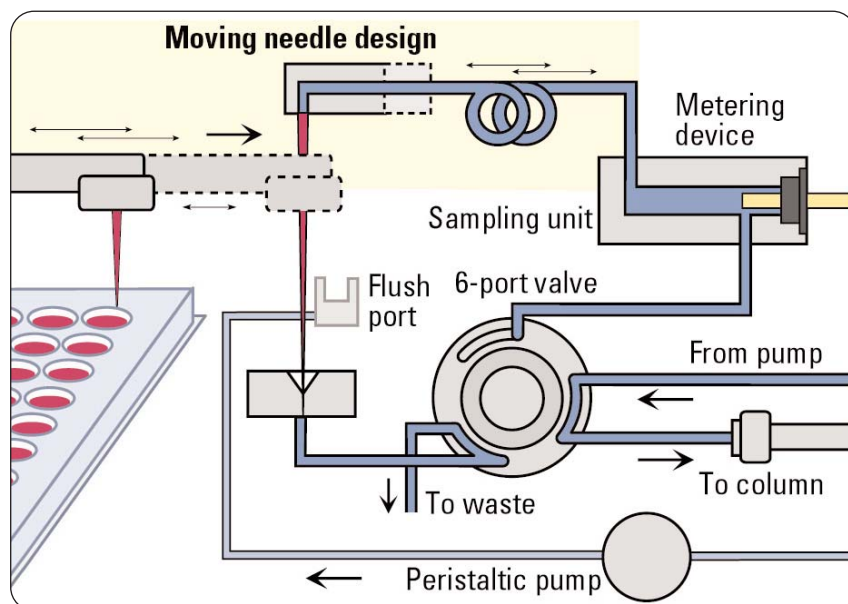 Moving needle design
Metering
device
Sampling unit
Flush
port
6-port valve
From pump
To column
To waste
Peristaltic pump